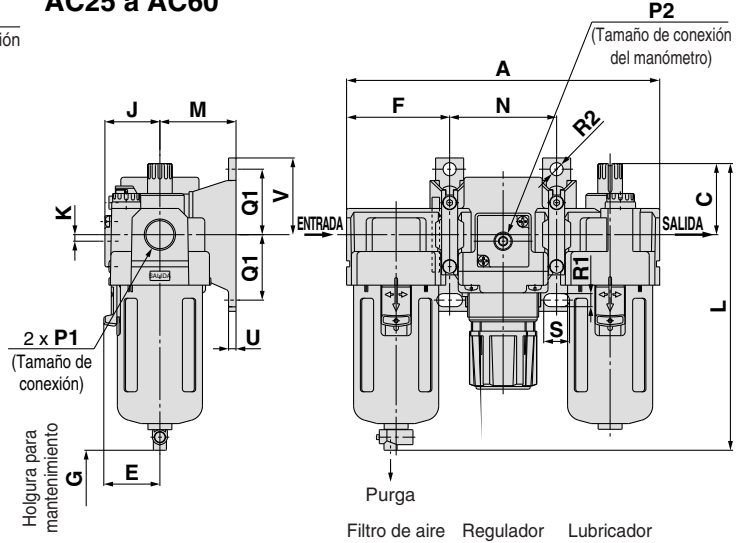 AC25 a AC60
ión
P2
(Tamaño de conexión
del manómetro)
A
J
M
F
N
R2
K
Q1
V
C
ENTRADA
SALIDA
Q1
SALIDA
R1
L
2 x P1
(Tamaño de
conexión)
U
S
Holgura para
mantenimiento
G
E
Purga
Filtro de aire
Regulador
Lubricador